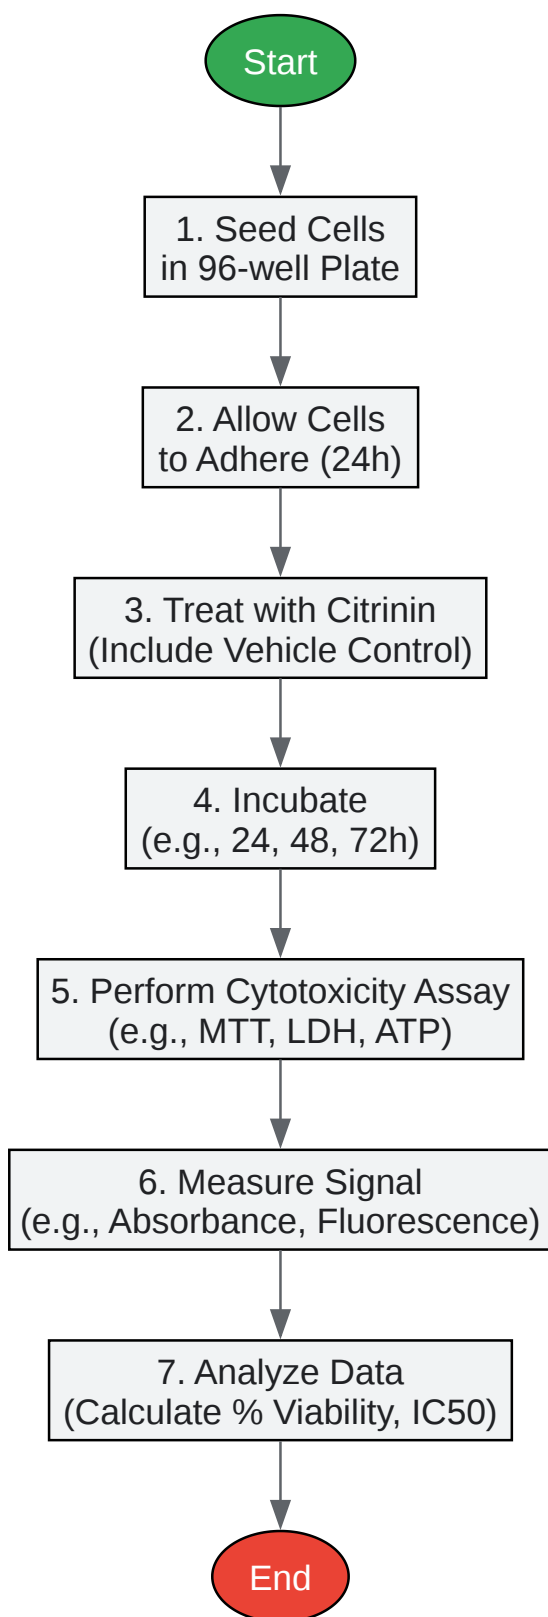 Start
1. Seed Cells
in 96-well Plate
2. Allow Cells
to Adhere (24h)
3. Treat with Citrinin
(Include Vehicle Control)
4. Incubate
(e.g., 24, 48, 72h)
5. Perform Cytotoxicity Assay
(e.g., MTT, LDH, ATP)
6. Measure Signal
(e.g., Absorbance, Fluorescence)
7. Analyze Data
(Calculate % Viability, IC50)
End